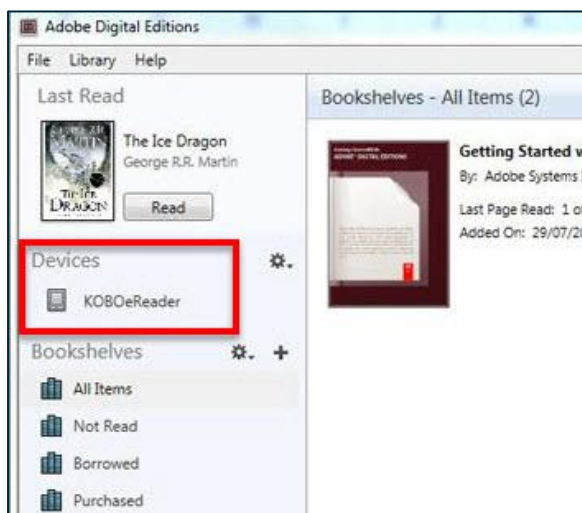 Adobe Digital Editions
File Library Help
Last Read
The Ice Dragon
George R.R. Martin
Read
Devices
KOBOeReader
Bookshelves
All Items
Not Read
Borrowed
Purchased
Bookshelves - All Items (2)
Getting Started w
By: Adobe Systems
Last Page Read: 1 o
Added On: 29/07/20